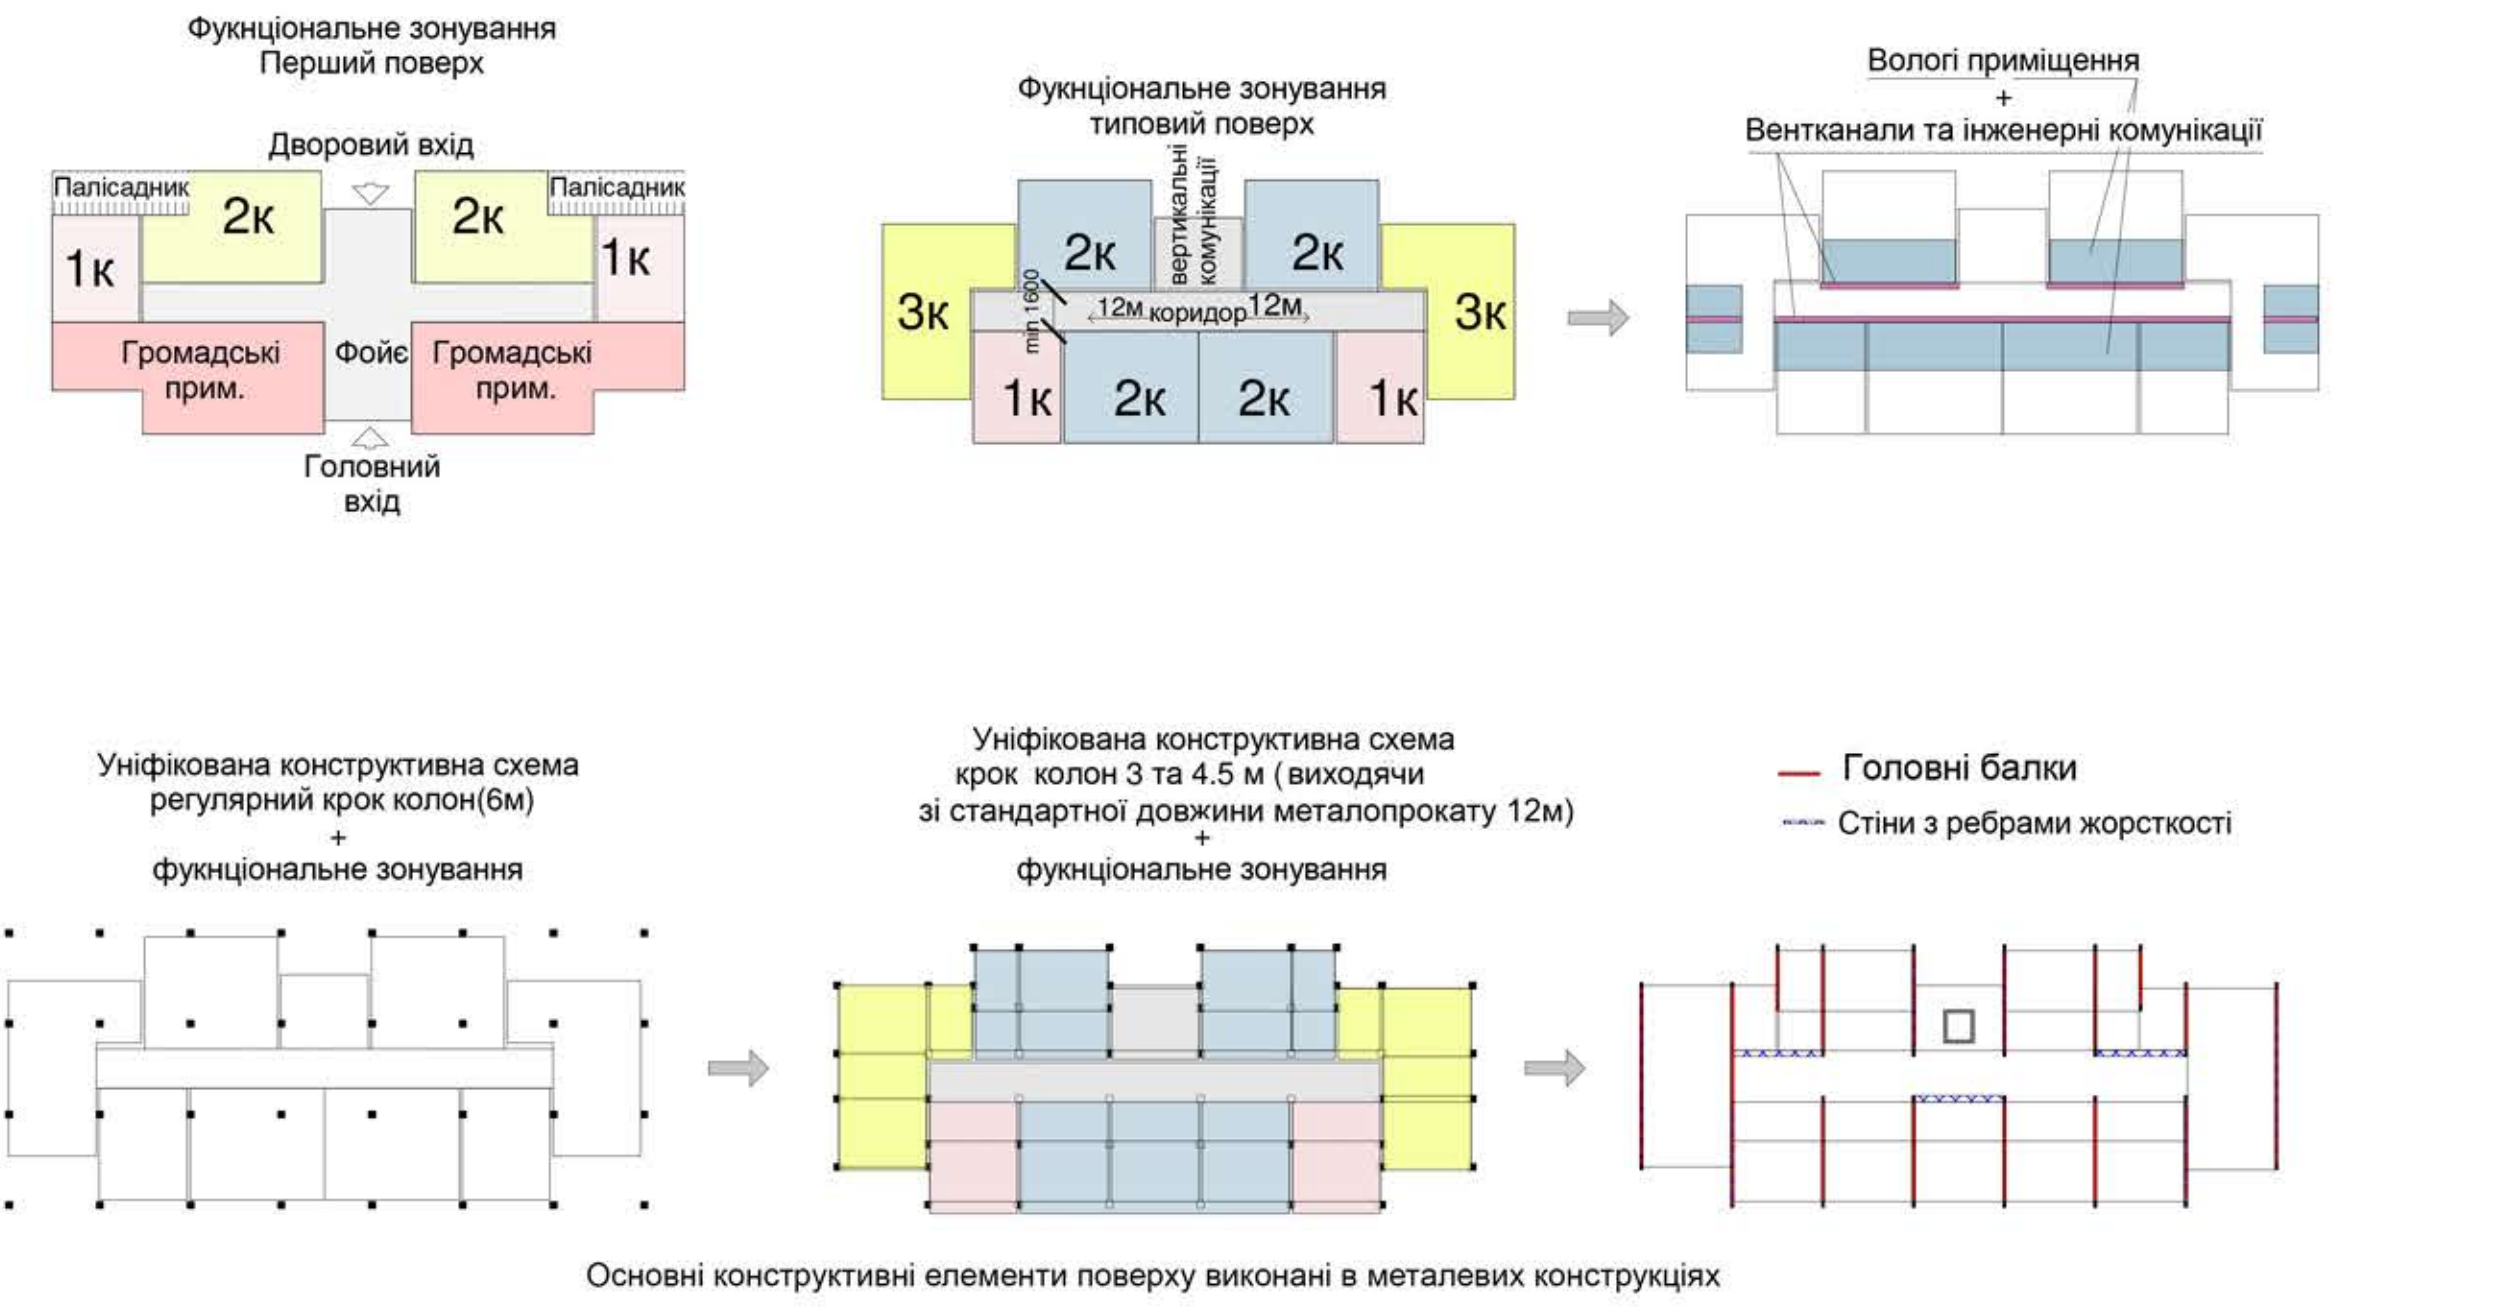 Фукнціональне зонування
Перший поверх
Дворовий вхід
Палісадник
Палісадник
2к
2к
1к
1к
Громадські
прим.
Фойє
Громадські
прим.
Головний
вхід
Фукнціональне зонування
типовий поверх
вертикальні
комунікації
2к
2к
3к
3к
min 1600
12м коридор 12м
1к
2к
2к
1к
Вологі приміщення
+
Вентканали та інженерні комунікації
Уніфікована конструктивна схема
регулярний крок колон(6м)
+
фукнціональне зонування
Уніфікована конструктивна схема
крок колон 3 та 4.5 м (виходячи
зі стандартної довжини металопрокату 12м)
+
фукнціональне зонування
Головні балки
Стіни з ребрами жорсткості
Основні конструктивні елементи поверху виконані в металевих конструкціях